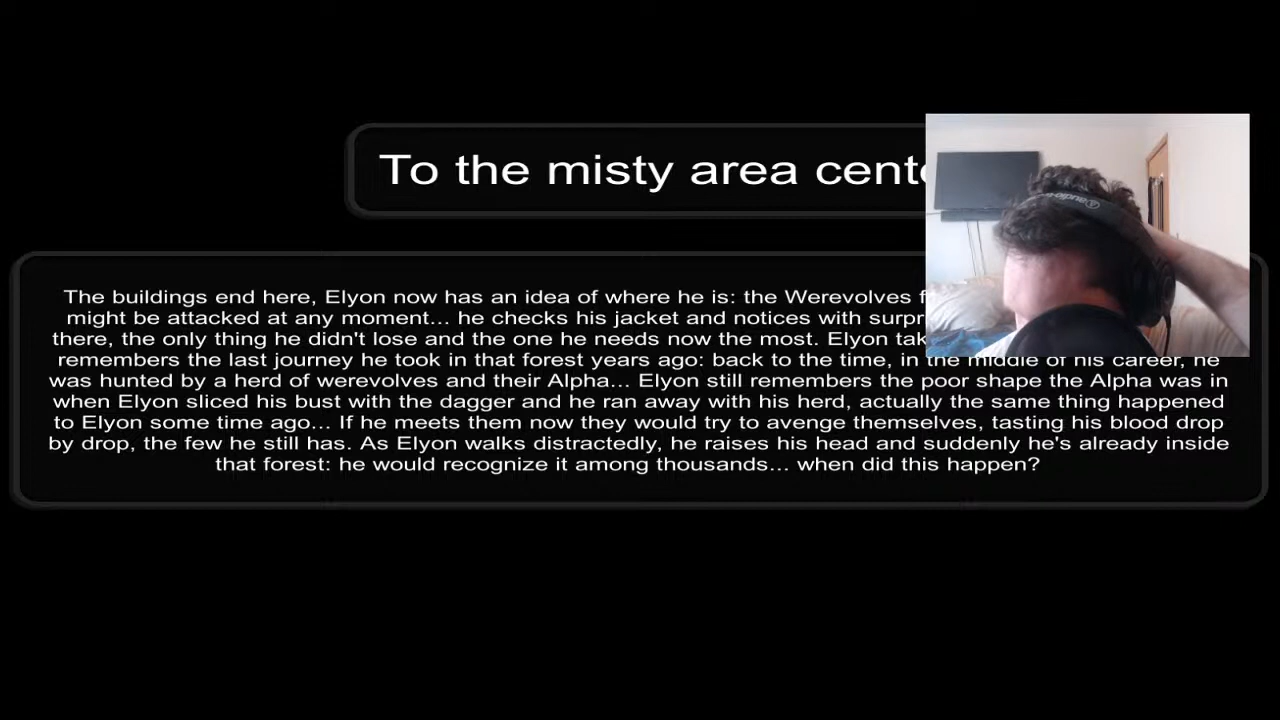 To the misty area
The buildings end here, Elyon now has an idea of where he is: the Werevolves
might be attacked at any moment... he checks his jacket and notices with
there, the only thing he didn't lose and the one he needs now the most. Elyon
remembers the last journey he took in that forest years ago: back to the time, in the middle of his career, he
was hunted by a herd of werevolves and their Alpha... Elyon still remembers the poor shape the Alpha was in
when Elyon sliced his bust with the dagger and he ran away with his herd, actually the same thing happened
to Elyon some time ago... If he meets them now they would try to avenge themselves, tasting his blood drop
by drop, the few he still has. As Elyon walks distractedly, he raises his head and suddenly he's already inside
that forest: he would recognize it among thousands... when did this happen?